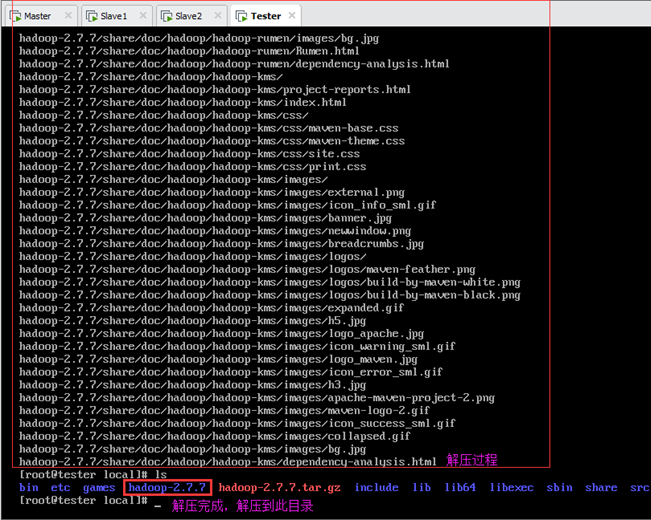 Master Slave1 Slave2 Tester
hadoop-2.7.7/share/doc/hadoop/hadoop-rumen/images/bg.jpg
hadoop-2.7.7/share/doc/hadoop/hadoop-rumen/Rumen.html
hadoop-2.7.7/share/doc/hadoop/hadoop-rumen/dependency-analysis.html
hadoop-2.7.7/share/doc/hadoop/hadoop-kms/
hadoop-2.7.7/share/doc/hadoop/hadoop-kms/project-reports.html
hadoop-2.7.7/share/doc/hadoop/hadoop-kms/index.html
hadoop-2.7.7/share/doc/hadoop/hadoop-kms/css/
hadoop-2.7.7/share/doc/hadoop/hadoop-kms/css/maven-base.css
hadoop-2.7.7/share/doc/hadoop/hadoop-kms/css/maven-theme.css
hadoop-2.7.7/share/doc/hadoop/hadoop-kms/css/site.css
hadoop-2.7.7/share/doc/hadoop/hadoop-kms/css/print.css
hadoop-2.7.7/share/doc/hadoop/hadoop-kms/images/
hadoop-2.7.7/share/doc/hadoop/hadoop-kms/images/external.png
hadoop-2.7.7/share/doc/hadoop/hadoop-kms/images/icon_info_sml.gif
hadoop-2.7.7/share/doc/hadoop/hadoop-kms/images/banner.jpg
hadoop-2.7.7/share/doc/hadoop/hadoop-kms/images/newwindow.png
hadoop-2.7.7/share/doc/hadoop/hadoop-kms/images/breadcrumbs.jpg
hadoop-2.7.7/share/doc/hadoop/hadoop-kms/images/logos/
hadoop-2.7.7/share/doc/hadoop/hadoop-kms/images/logos/maven-feather.png
hadoop-2.7.7/share/doc/hadoop/hadoop-kms/images/logos/build-by-maven-white.png
hadoop-2.7.7/share/doc/hadoop/hadoop-kms/images/logos/build-by-maven-black.png
hadoop-2.7.7/share/doc/hadoop/hadoop-kms/images/expanded.gif
hadoop-2.7.7/share/doc/hadoop/hadoop-kms/images/h5.jpg
hadoop-2.7.7/share/doc/hadoop/hadoop-kms/images/logo_apache.jpg
hadoop-2.7.7/share/doc/hadoop/hadoop-kms/images/icon_warning_sml.gif
hadoop-2.7.7/share/doc/hadoop/hadoop-kms/images/logo_maven.jpg
hadoop-2.7.7/share/doc/hadoop/hadoop-kms/images/icon_error_sml.gif
hadoop-2.7.7/share/doc/hadoop/hadoop-kms/images/h3.jpg
hadoop-2.7.7/share/doc/hadoop/hadoop-kms/images/apache-maven-project-2.png
hadoop-2.7.7/share/doc/hadoop/hadoop-kms/images/maven-logo-2.gif
hadoop-2.7.7/share/doc/hadoop/hadoop-kms/images/icon_success_sml.gif
hadoop-2.7.7/share/doc/hadoop/hadoop-kms/images/collapsed.gif
hadoop-2.7.7/share/doc/hadoop/hadoop-kms/images/bg.jpg
hadoop-2.7.7/share/doc/hadoop/hadoop-kms/dependency-analysis.html 解压过程
[root@tester local]# ls
bin etc games hadoop-2.7.7 hadoop-2.7.7.tar.gz include lib lib64 libexec sbin share src
[root@tester local]# _ 解压完成，解压到此目录